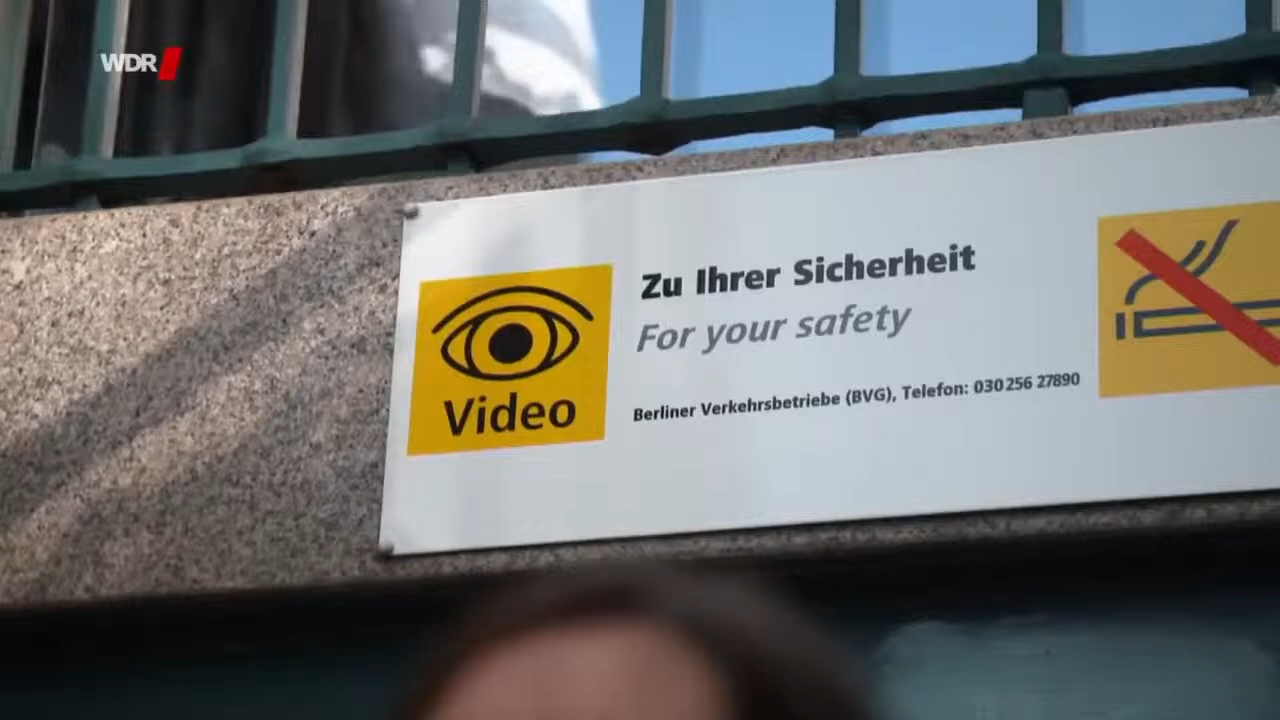 WDR
Zu Ihrer Sicherheit
For your safety
Video
Berliner Verkehrsbetriebe (BVG), Telefon: 030 256 27890